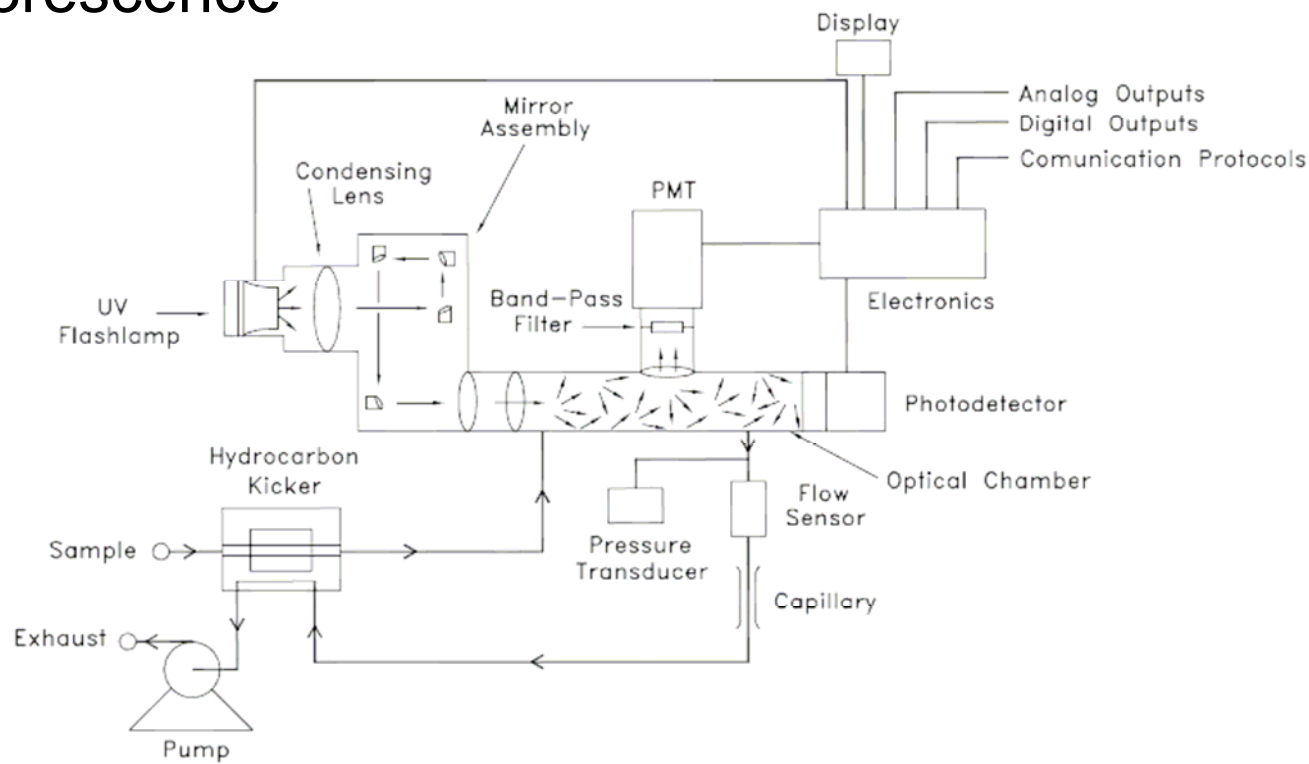 Display
Analog Outputs
Digital Outputs
Comunication Protocols
Mirror
Assembly
Condensing
Lens
PMT
UV
Flashlamp
Band-Pass
Filter
Electronics
Photodetector
Hydrocarbon
Kicker
Optical Chamber
Flow
Sensor
Sample
Pressure
Transducer
Capillary
Exhaust
Pump